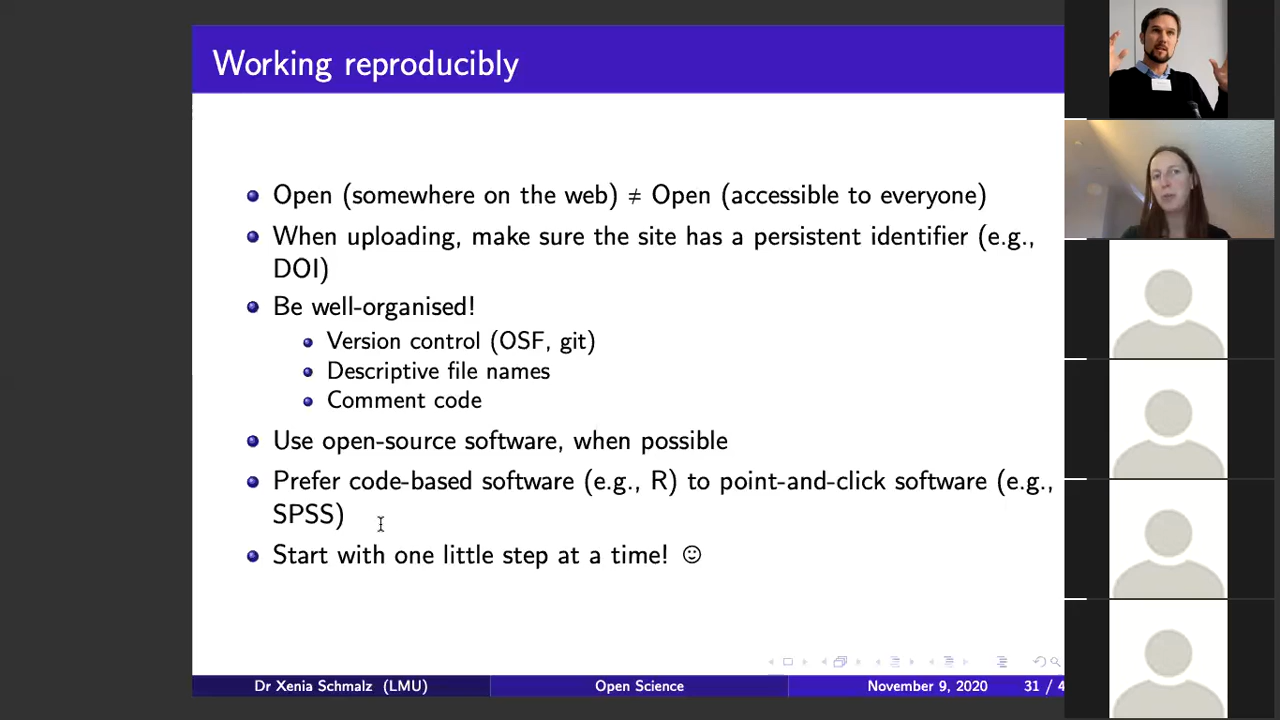 Working reproducibly
Open (somewhere on the web) ≠ Open (accessible to everyone)
When uploading, make sure the site has a persistent identifier (e.g.,
DOI)
Be well-organised!
Version control (OSF, git)
Descriptive file names
Comment code
Use open-source software, when possible
Prefer code-based software (e.g., R) to point-and-click software (e.g.,
SPSS)
Start with one little step at a time! ☺
Dr Xenia Schmalz (LMU)
Open Science
November 9, 2020
31 / 4